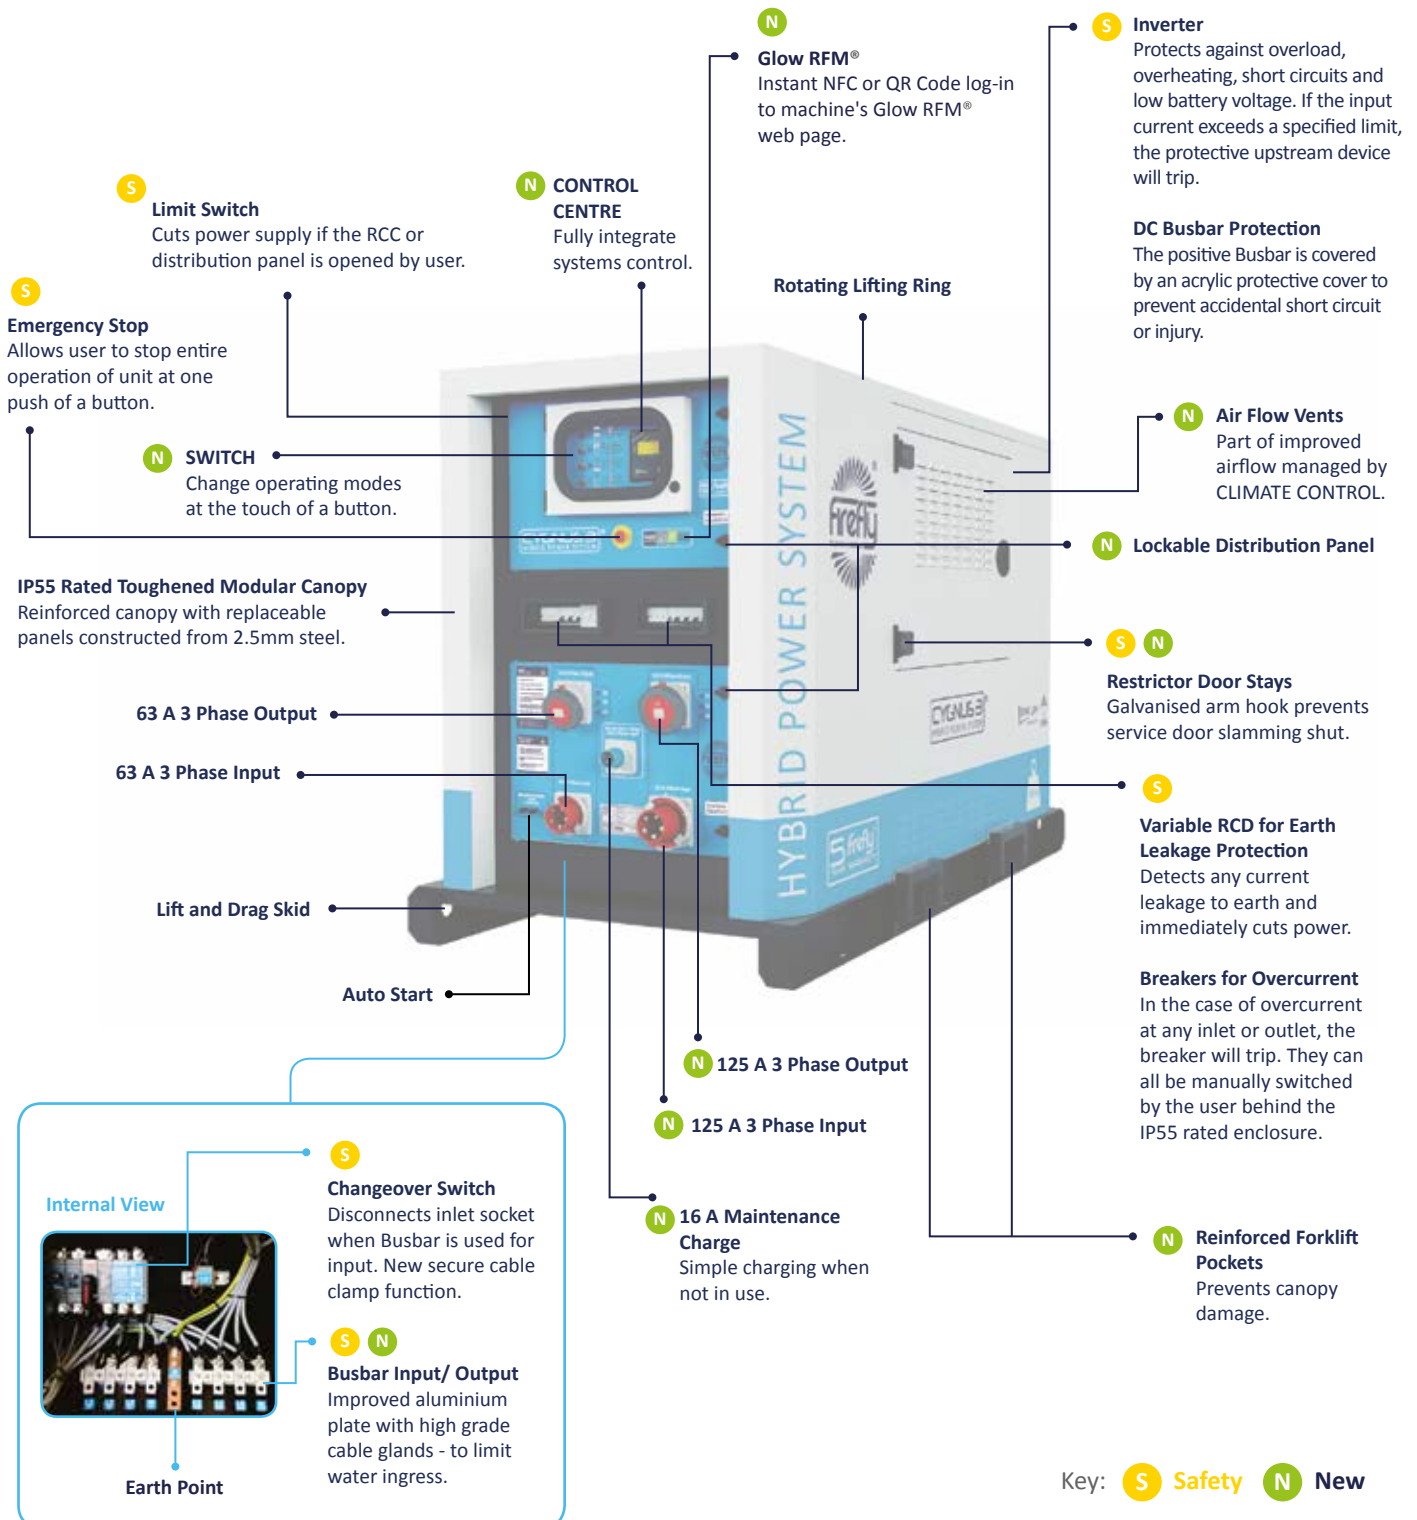 N
Glow RFM®
Instant NFC or QR Code log-in
to machine's Glow RFM®
web page.
S
Inverter
Protects against overload,
overheating, short circuits and
low battery voltage. If the input
current exceeds a specified limit,
the protective upstream device
will trip.
DC Busbar Protection
The positive Busbar is covered
by an acrylic protective cover to
prevent accidental short circuit
or injury.
S
Limit Switch
Cuts power supply if the RCC or
distribution panel is opened by user.
N
CONTROL
CENTRE
Fully integrate
systems control.
Rotating Lifting Ring
S
Emergency Stop
Allows user to stop entire
operation of unit at one
push of a button.
N
SWITCH
Change operating modes
at the touch of a button.
N
Air Flow Vents
Part of improved
airflow managed by
CLIMATE CONTROL.
N
Lockable Distribution Panel
IP55 Rated Toughened Modular Canopy
Reinforced canopy with replaceable
panels constructed from 2.5mm steel.
S N
Restrictor Door Stays
Galvanised arm hook prevents
service door slamming shut.
63 A 3 Phase Output
63 A 3 Phase Input
S
Variable RCD for Earth
Leakage Protection
Detects any current
leakage to earth and
immediately cuts power.
Breakers for Overcurrent
In the case of overcurrent
at any inlet or outlet, the
breaker will trip. They can
all be manually switched
by the user behind the
IP55 rated enclosure.
Lift and Drag Skid
Auto Start
N
125 A 3 Phase Output
N
125 A 3 Phase Input
N
16 A Maintenance
Charge
Simple charging when
not in use.
N
Reinforced Forklift
Pockets
Prevents canopy
damage.
HYBRID POWER SYSTEM
firefly®
CYGNUS 3®
CYGNUS 3
firefly
Internal View
S
Changeover Switch
Disconnects inlet socket
when Busbar is used for
input. New secure cable
clamp function.
S N
Busbar Input/ Output
Improved aluminium
plate with high grade
cable glands - to limit
water ingress.
Earth Point
Key: S Safety N New